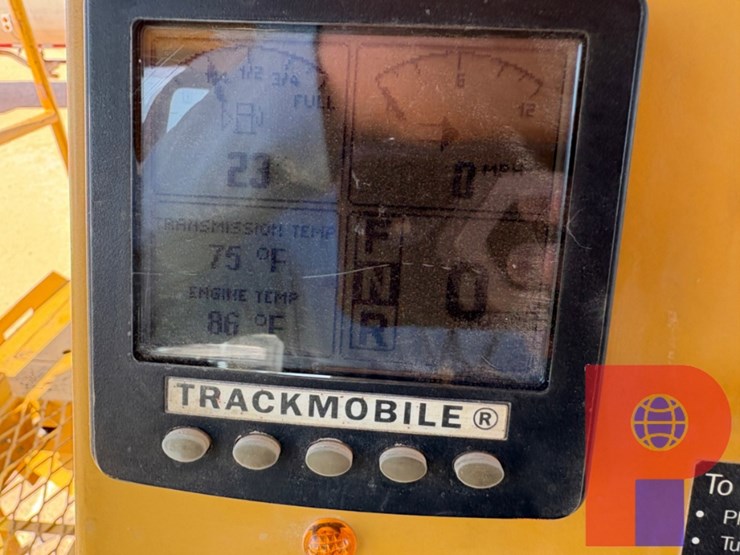 1/4 1/2 3/4
FULL
23
6
12
0 MPH
TRANSMISSION TEMP
75 °F
ENGINE TEMP
86 °F
F
N
R
0
TRACKMOBILE®
To